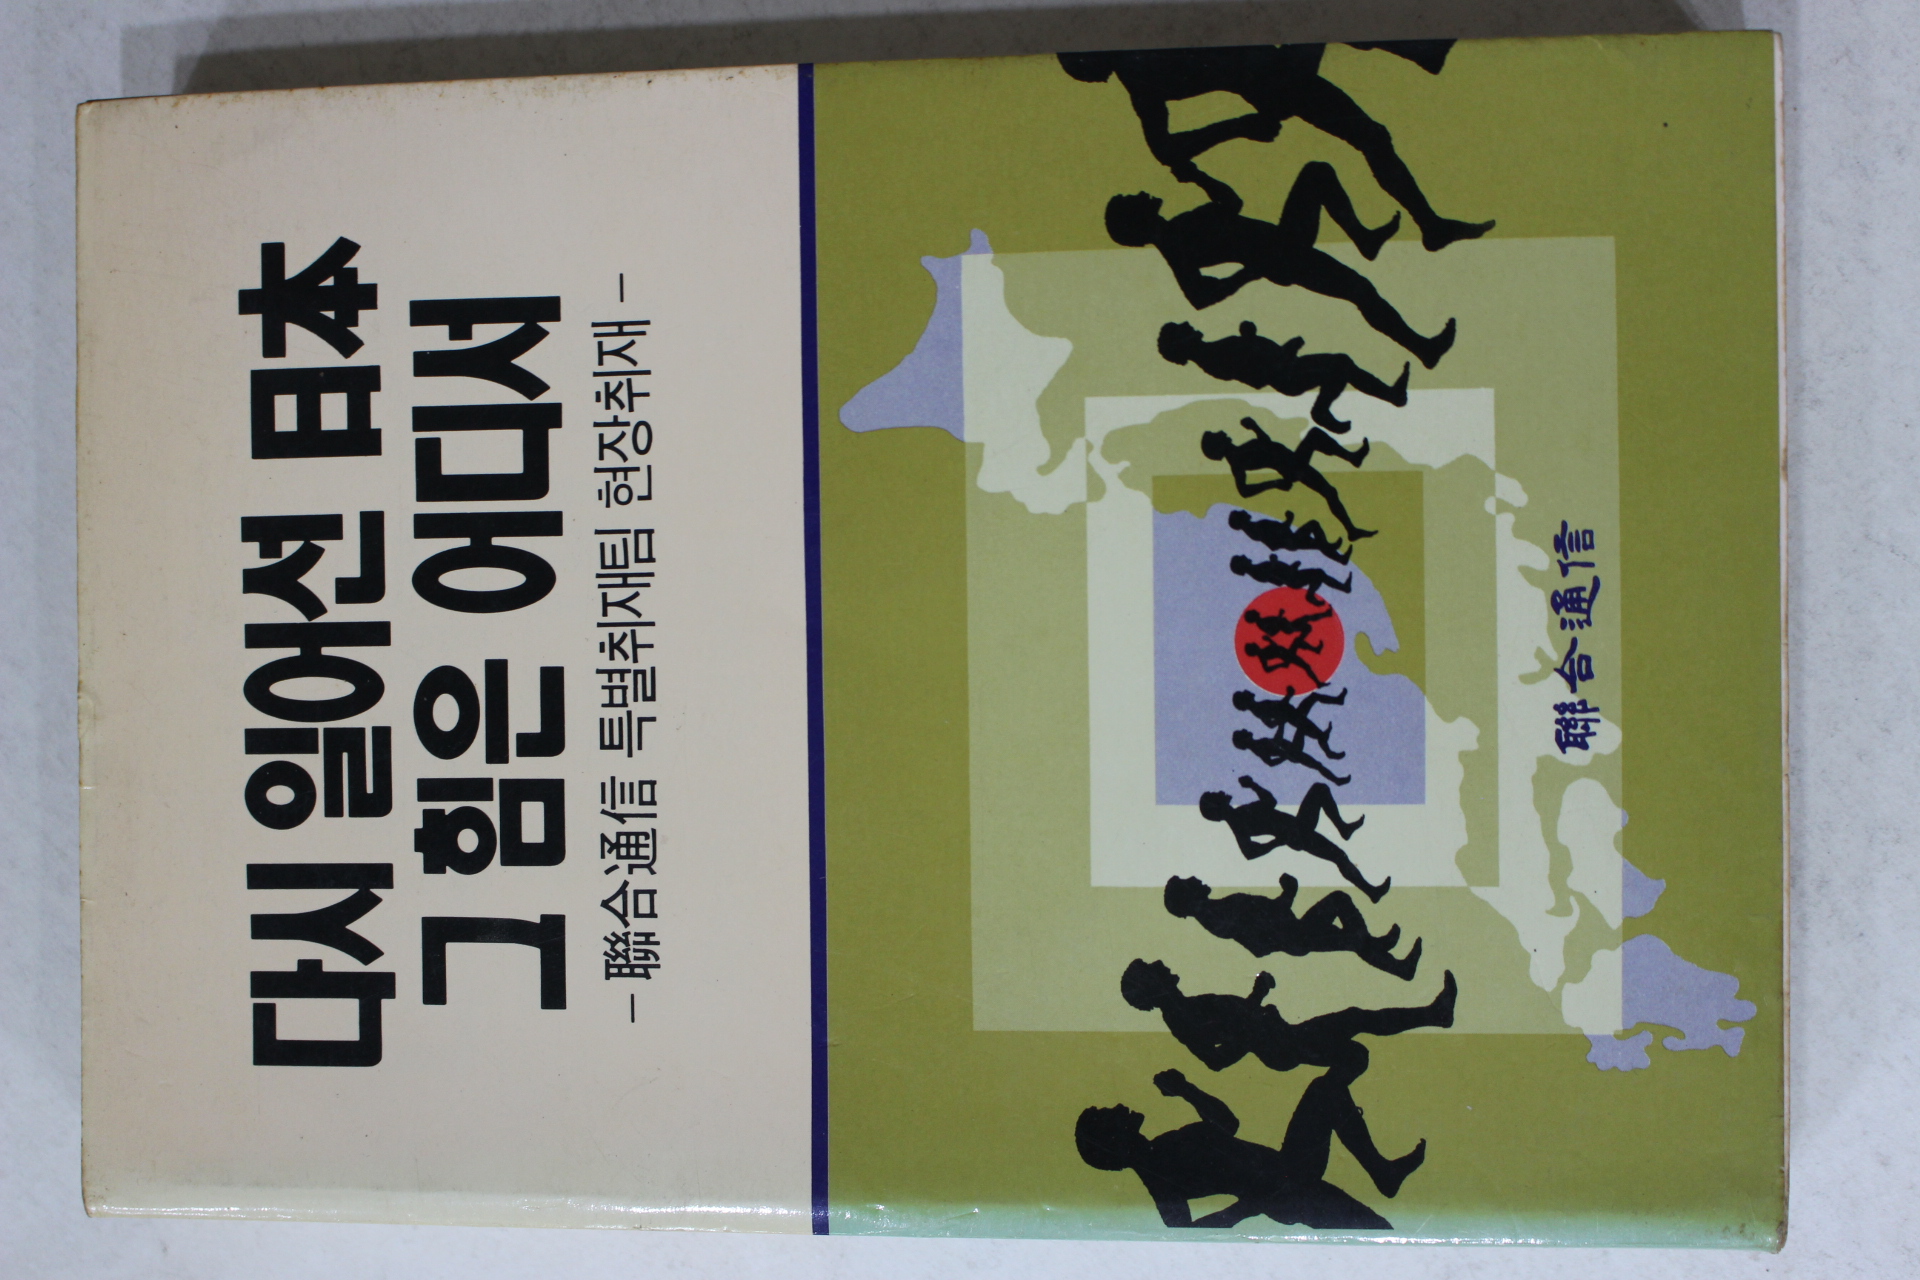 다시 일어선 日本
그 힘은 어디서
―聯合通信 특별취재팀 현장취재―
聯合通信